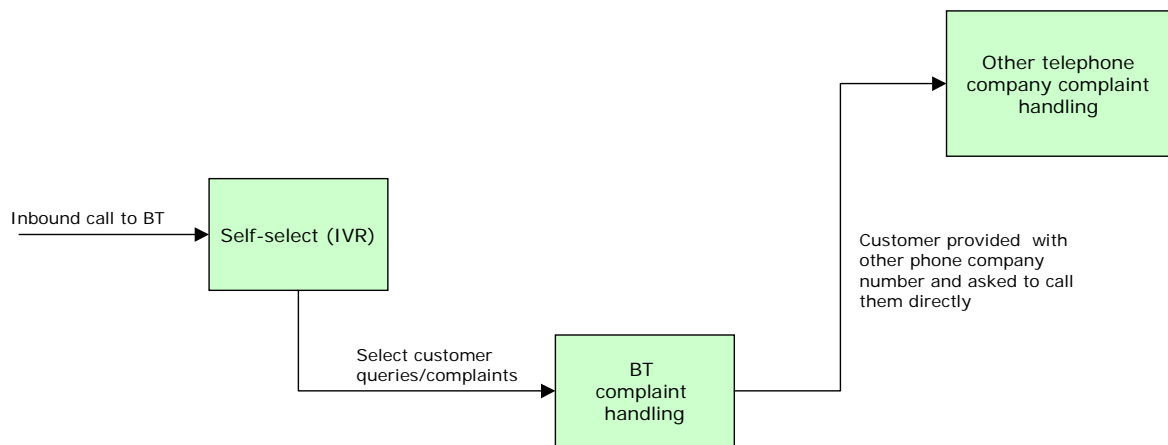 Other telephone
company complaint
handling
Inbound call to BT
Self-select (IVR)
Customer provided with
other phone company
number and asked to call
them directly
Select customer
queries/complaints
BT
complaint
handling